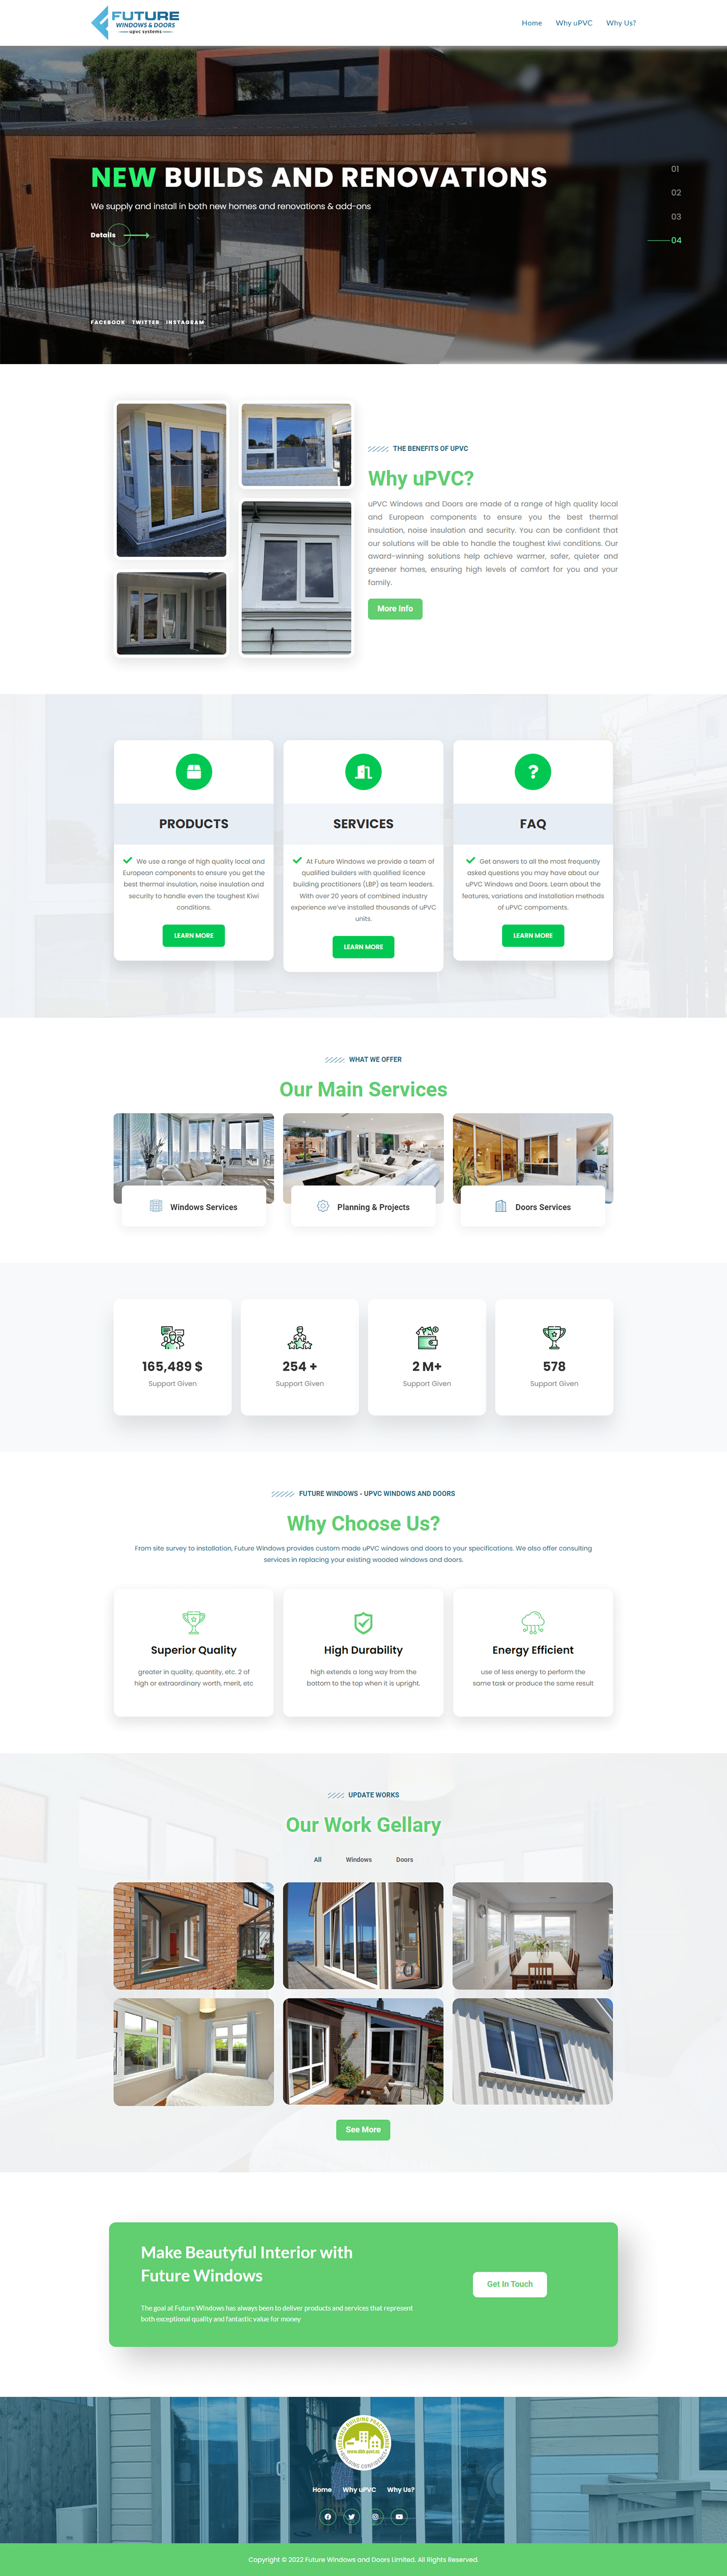 FUTURE
WINDOWS & DOORS
upvc systems
Home Why uPVC Why Us?
NEW BUILDS AND RENOVATIONS
We supply and install in both new homes and renovations & add-ons
Details
01
02
03
04
FACEBOOK TWITTER INSTAGRAM
THE BENEFITS OF UPVC
Why uPVC?
uPVC Windows and Doors are made of a range of high quality local
and European components to ensure you the best thermal
insulation, noise insulation and security. You can be confident that
our solutions will be able to handle the toughest kiwi conditions. Our
award-winning solutions help achieve warmer, safer, quieter and
greener homes, ensuring high levels of comfort for you and your
family.
More Info
PRODUCTS
We use a range of high quality local and
European components to ensure you get the
best thermal insulation, noise insulation and
security to handle even the toughest Kiwi
conditions.
LEARN MORE
SERVICES
At Future Windows we provide a team of
qualified builders with qualified licence
building practitioners (LBP) as team leaders.
With over 20 years of combined industry
experience we've installed thousands of uPVC
units.
LEARN MORE
?
FAQ
Get answers to all the most frequently
asked questions you may have about our
uPVC Windows and Doors. Learn about the
features, variations and installation methods
of uPVC components.
LEARN MORE
WHAT WE OFFER
Our Main Services
Windows Services
Planning & Projects
Doors Services
165,489 $
Support Given
254 +
Support Given
2 M+
Support Given
578
Support Given
FUTURE WINDOWS - UPVC WINDOWS AND DOORS
Why Choose Us?
From site survey to installation, Future Windows provides custom made uPVC windows and doors to your specifications. We also offer consulting
services in replacing your existing wooded windows and doors.
Superior Quality
greater in quality, quantity, etc. 2 of
high or extraordinary worth, merit, etc
High Durability
high extends a long way from the
bottom to the top when it is upright.
Energy Efficient
use of less energy to perform the
same task or produce the same result
UPDATE WORKS
Our Work Gellary
All Windows Doors
See More
Make Beautyful Interior with
Future Windows
The goal at Future Windows has always been to deliver products and services that represent
both exceptional quality and fantastic value for money
Get In Touch
Home Why uPVC Why Us?
Copyright © 2022 Future Windows and Doors Limited. All Rights Reserved.